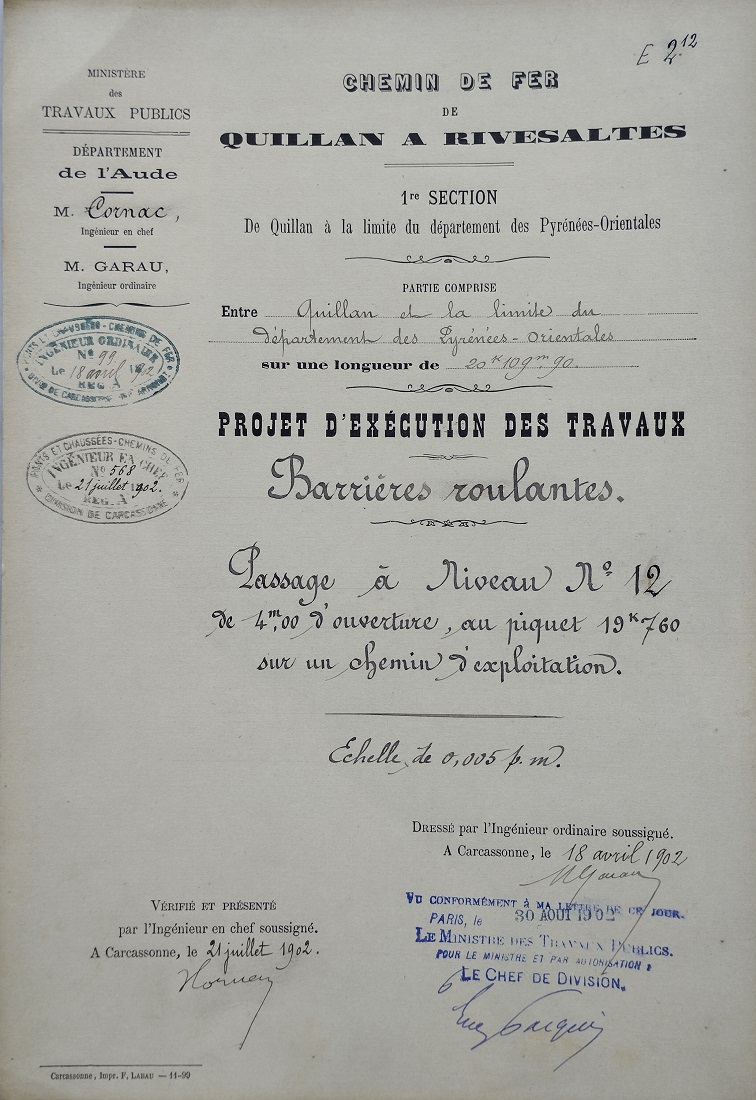 E 2 12
MINISTÈRE
des
TRAVAUX PUBLICS
DÉPARTEMENT
de l'Aude
M. Cornac,
Ingénieur en chef
M. GARAU,
Ingénieur ordinaire
CHEMIN DE FER
DE
QUILLAN A RIVESALTES
1re SECTION
De Quillan à la limite du département des Pyrénées-Orientales
PARTIE COMPRISE
Entre Quillan et la limite du
département des Pyrénées-Orientales
sur une longueur de 20k109m90
PONTS ET CHAUSSÉES - CHEMINS DE FER
INGÉNIEUR ORDINAIRE
No 99
Le 18 avril 1902
REG. A
PONTS ET CHAUSSÉES - CHEMINS DE FER
INGÉNIEUR EN CHEF
No 568
Le 21 juillet 1902.
REG. A
DIVISION DE CARCASSONNE
PROJET D'EXÉCUTION DES TRAVAUX
Barrières roulantes.
Passage à Niveau No 12
de 4m,00 d'ouverture, au piquet 19k760
sur un chemin d'exploitation.
Echelle de 0,005 p. m.
DRESSÉ par l'Ingénieur ordinaire soussigné.
A Carcassonne, le 18 avril 1902
VU CONFORMÉMENT À MA LETTRE DE CE JOUR.
PARIS, le 30 AOUT 1902
LE MINISTRE DES TRAVAUX PUBLICS.
POUR LE MINISTRE ET PAR AUTORISATION :
LE CHEF DE DIVISION,
VÉRIFIÉ ET PRÉSENTÉ
par l'Ingénieur en chef soussigné.
A Carcassonne, le 21 juillet 1902.
Carcassonne, Impr. F. LABAU — 11-99